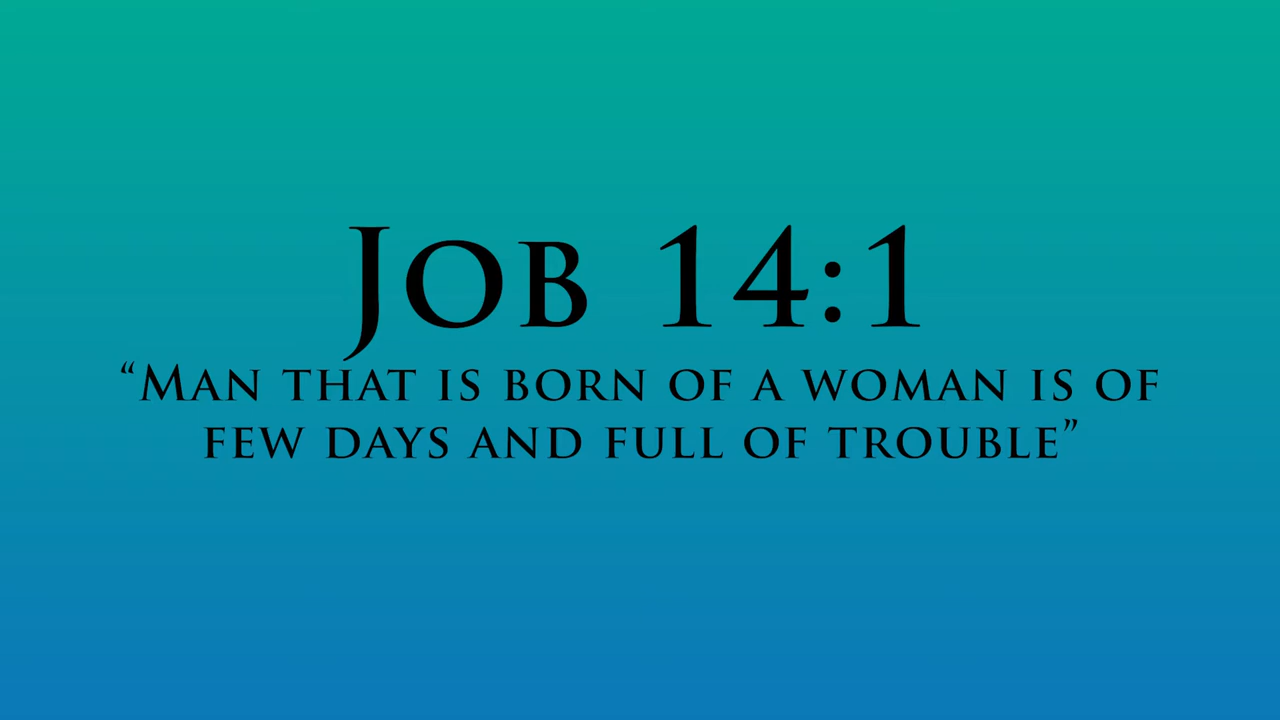 Job 14:1
“Man that is born of a woman is of
few days and full of trouble”